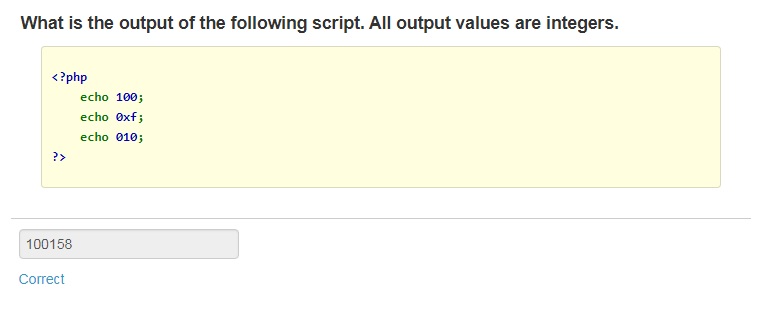 What is the output of the following script. All output values are integers.
<?php
echo 100;
echo 0xf;
echo 010;
?>
100158
Correct